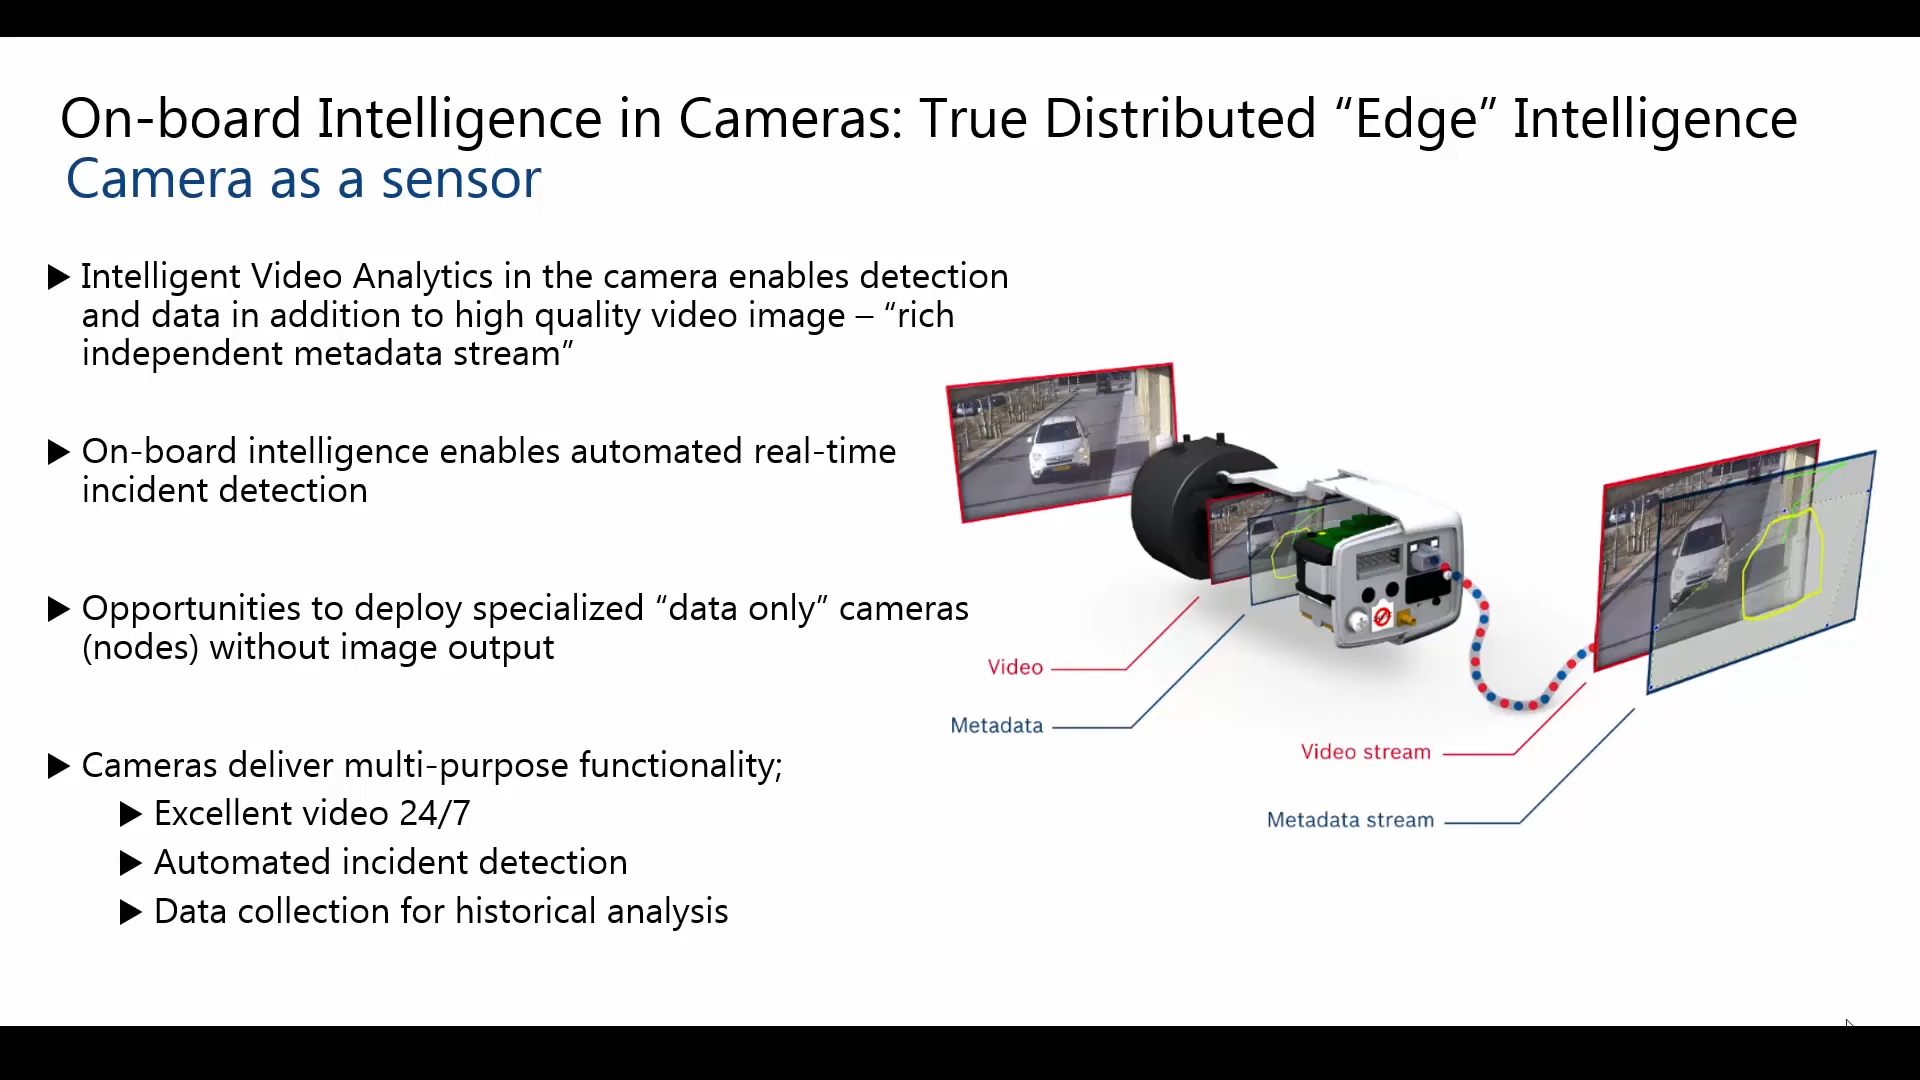 On-board Intelligence in Cameras: True Distributed “Edge” Intelligence
Camera as a sensor
▶ Intelligent Video Analytics in the camera enables detection
and data in addition to high quality video image – “rich
independent metadata stream”
▶ On-board intelligence enables automated real-time
incident detection
▶ Opportunities to deploy specialized “data only” cameras
(nodes) without image output
▶ Cameras deliver multi-purpose functionality;
▶ Excellent video 24/7
▶ Automated incident detection
▶ Data collection for historical analysis
Video
Metadata
Video stream
Metadata stream